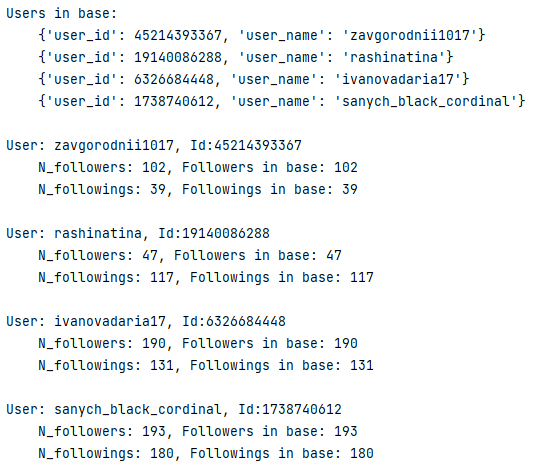 Users in base:
{'user_id': 45214393367, 'user_name': 'zavgorodnii1017'}
{'user_id': 19140086288, 'user_name': 'rashinatina'}
{'user_id': 6326684448, 'user_name': 'ivanovadaria17'}
{'user_id': 1738740612, 'user_name': 'sanych_black_cordinal'}
User: zavgorodnii1017, Id:45214393367
N_followers: 102, Followers in base: 102
N_followings: 39, Followings in base: 39
User: rashinatina, Id:19140086288
N_followers: 47, Followers in base: 47
N_followings: 117, Followings in base: 117
User: ivanovadaria17, Id:6326684448
N_followers: 190, Followers in base: 190
N_followings: 131, Followings in base: 131
User: sanych_black_cordinal, Id:1738740612
N_followers: 193, Followers in base: 193
N_followings: 180, Followings in base: 180